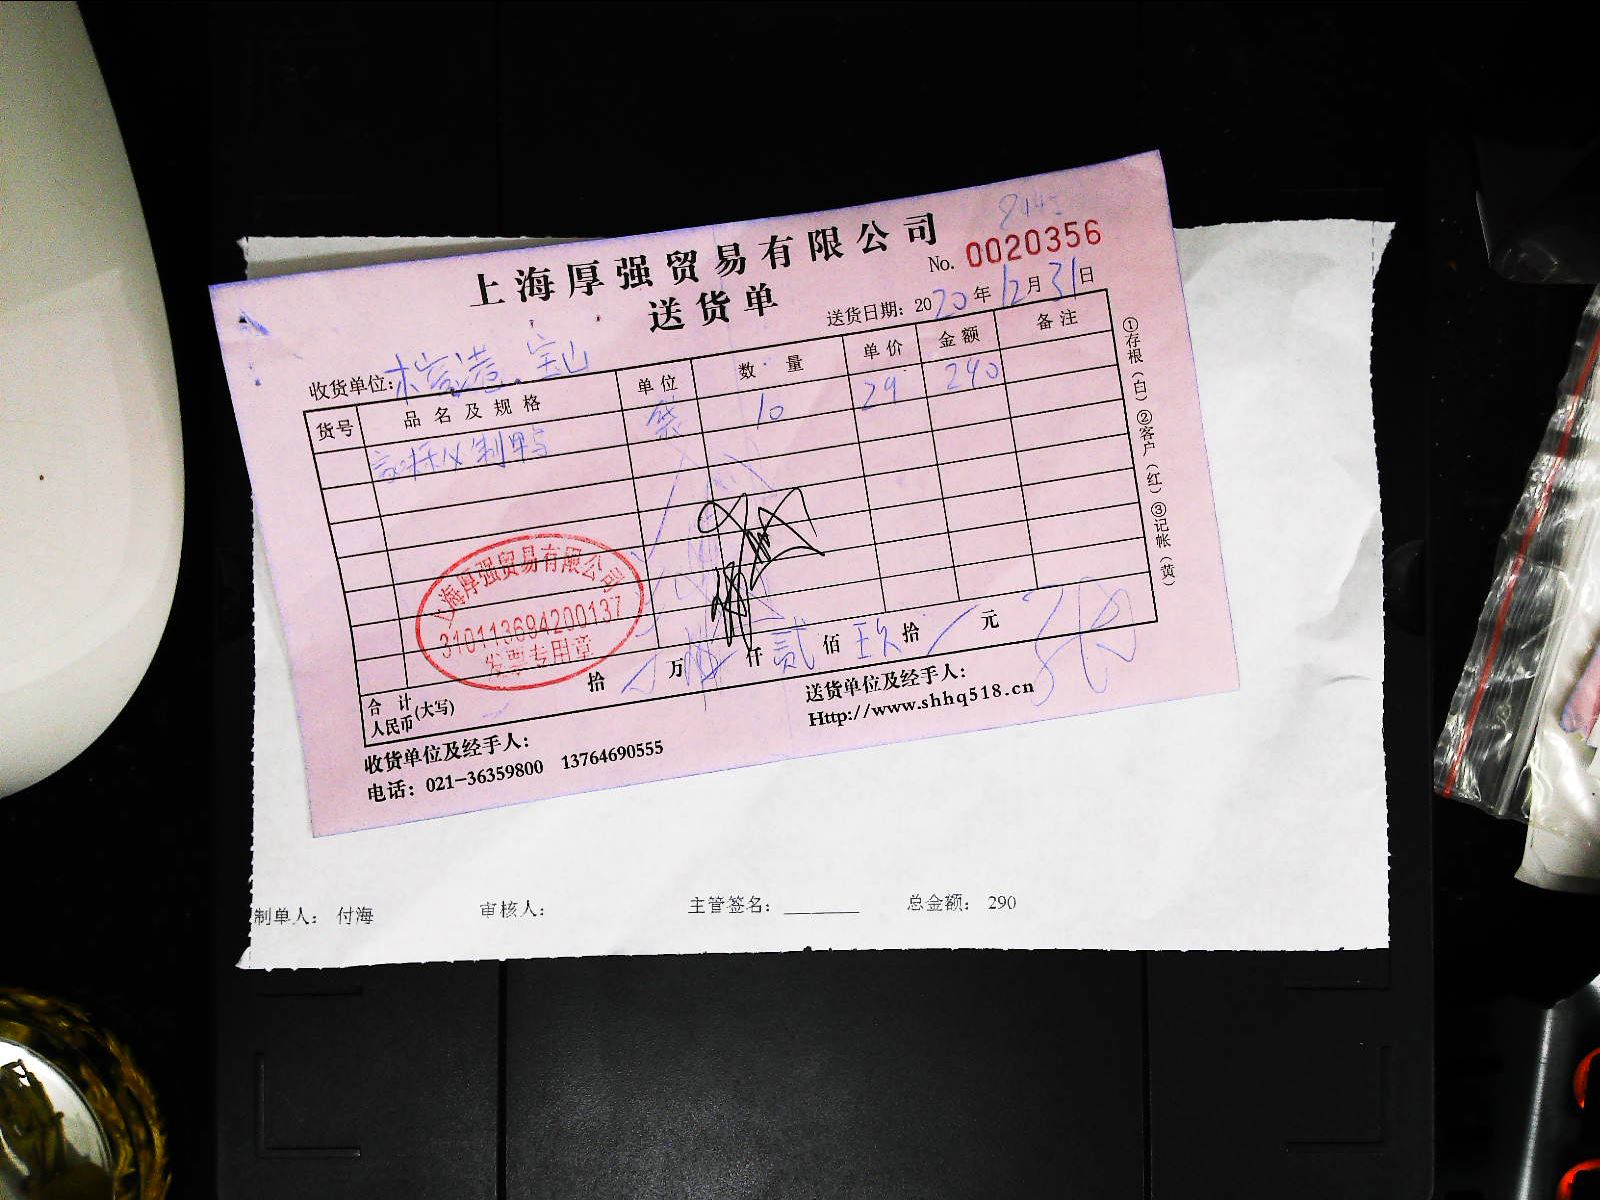 上海厚强贸易有限公司
送货单
No. 0020356
送货日期：2020年12月31日
收货单位： 宝山
货号 品名及规格 单位 数量 单价 金额 备注
袋 10 29 290
上海厚强贸易有限公司
310113694200137
发票专用章
合计人民币(大写) 拾 万 仟 贰 佰 玖 拾 元
收货单位及经手人：
送货单位及经手人：
电话：021-36359800 13764690555
Http://www.shhq518.cn
①存根(白) ②客户(红) ③记帐(黄)
制单人： 付海 审核人： 主管签名： ______ 总金额： 290